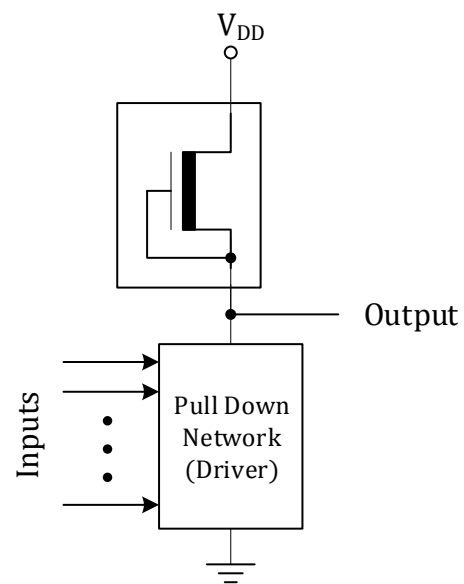 V_DD
Output
Inputs
Pull Down
Network
(Driver)